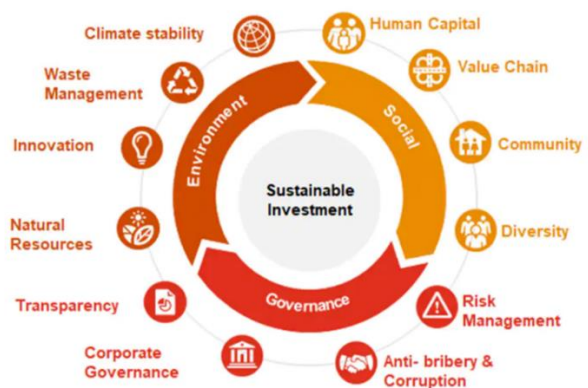 Climate stability
Human Capital
Waste
Management
Value Chain
Innovation
Community
Natural
Resources
Diversity
Transparency
Risk
Management
Corporate
Governance
Anti- bribery &
Corruption
Environment
Social
Governance
Sustainable
Investment